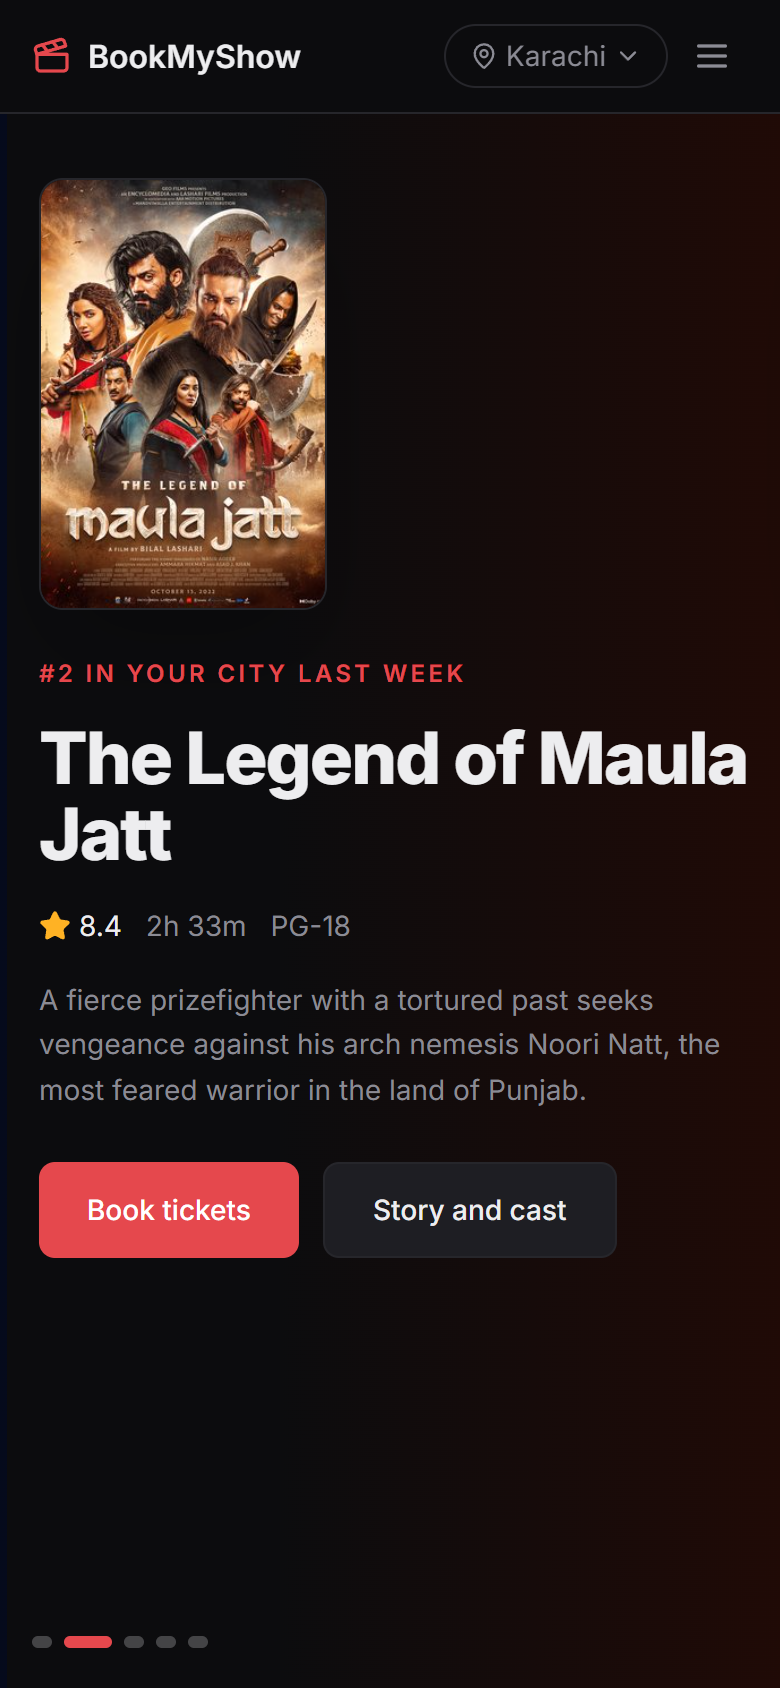 BookMyShow
Karachi
THE LEGEND OF
maula jatt
A FILM BY BILAL LASHARI
OCTOBER 13, 2022
#2 IN YOUR CITY LAST WEEK
The Legend of Maula
Jatt
8.4 2h 33m PG-18
A fierce prizefighter with a tortured past seeks
vengeance against his arch nemesis Noori Natt, the
most feared warrior in the land of Punjab.
Book tickets
Story and cast